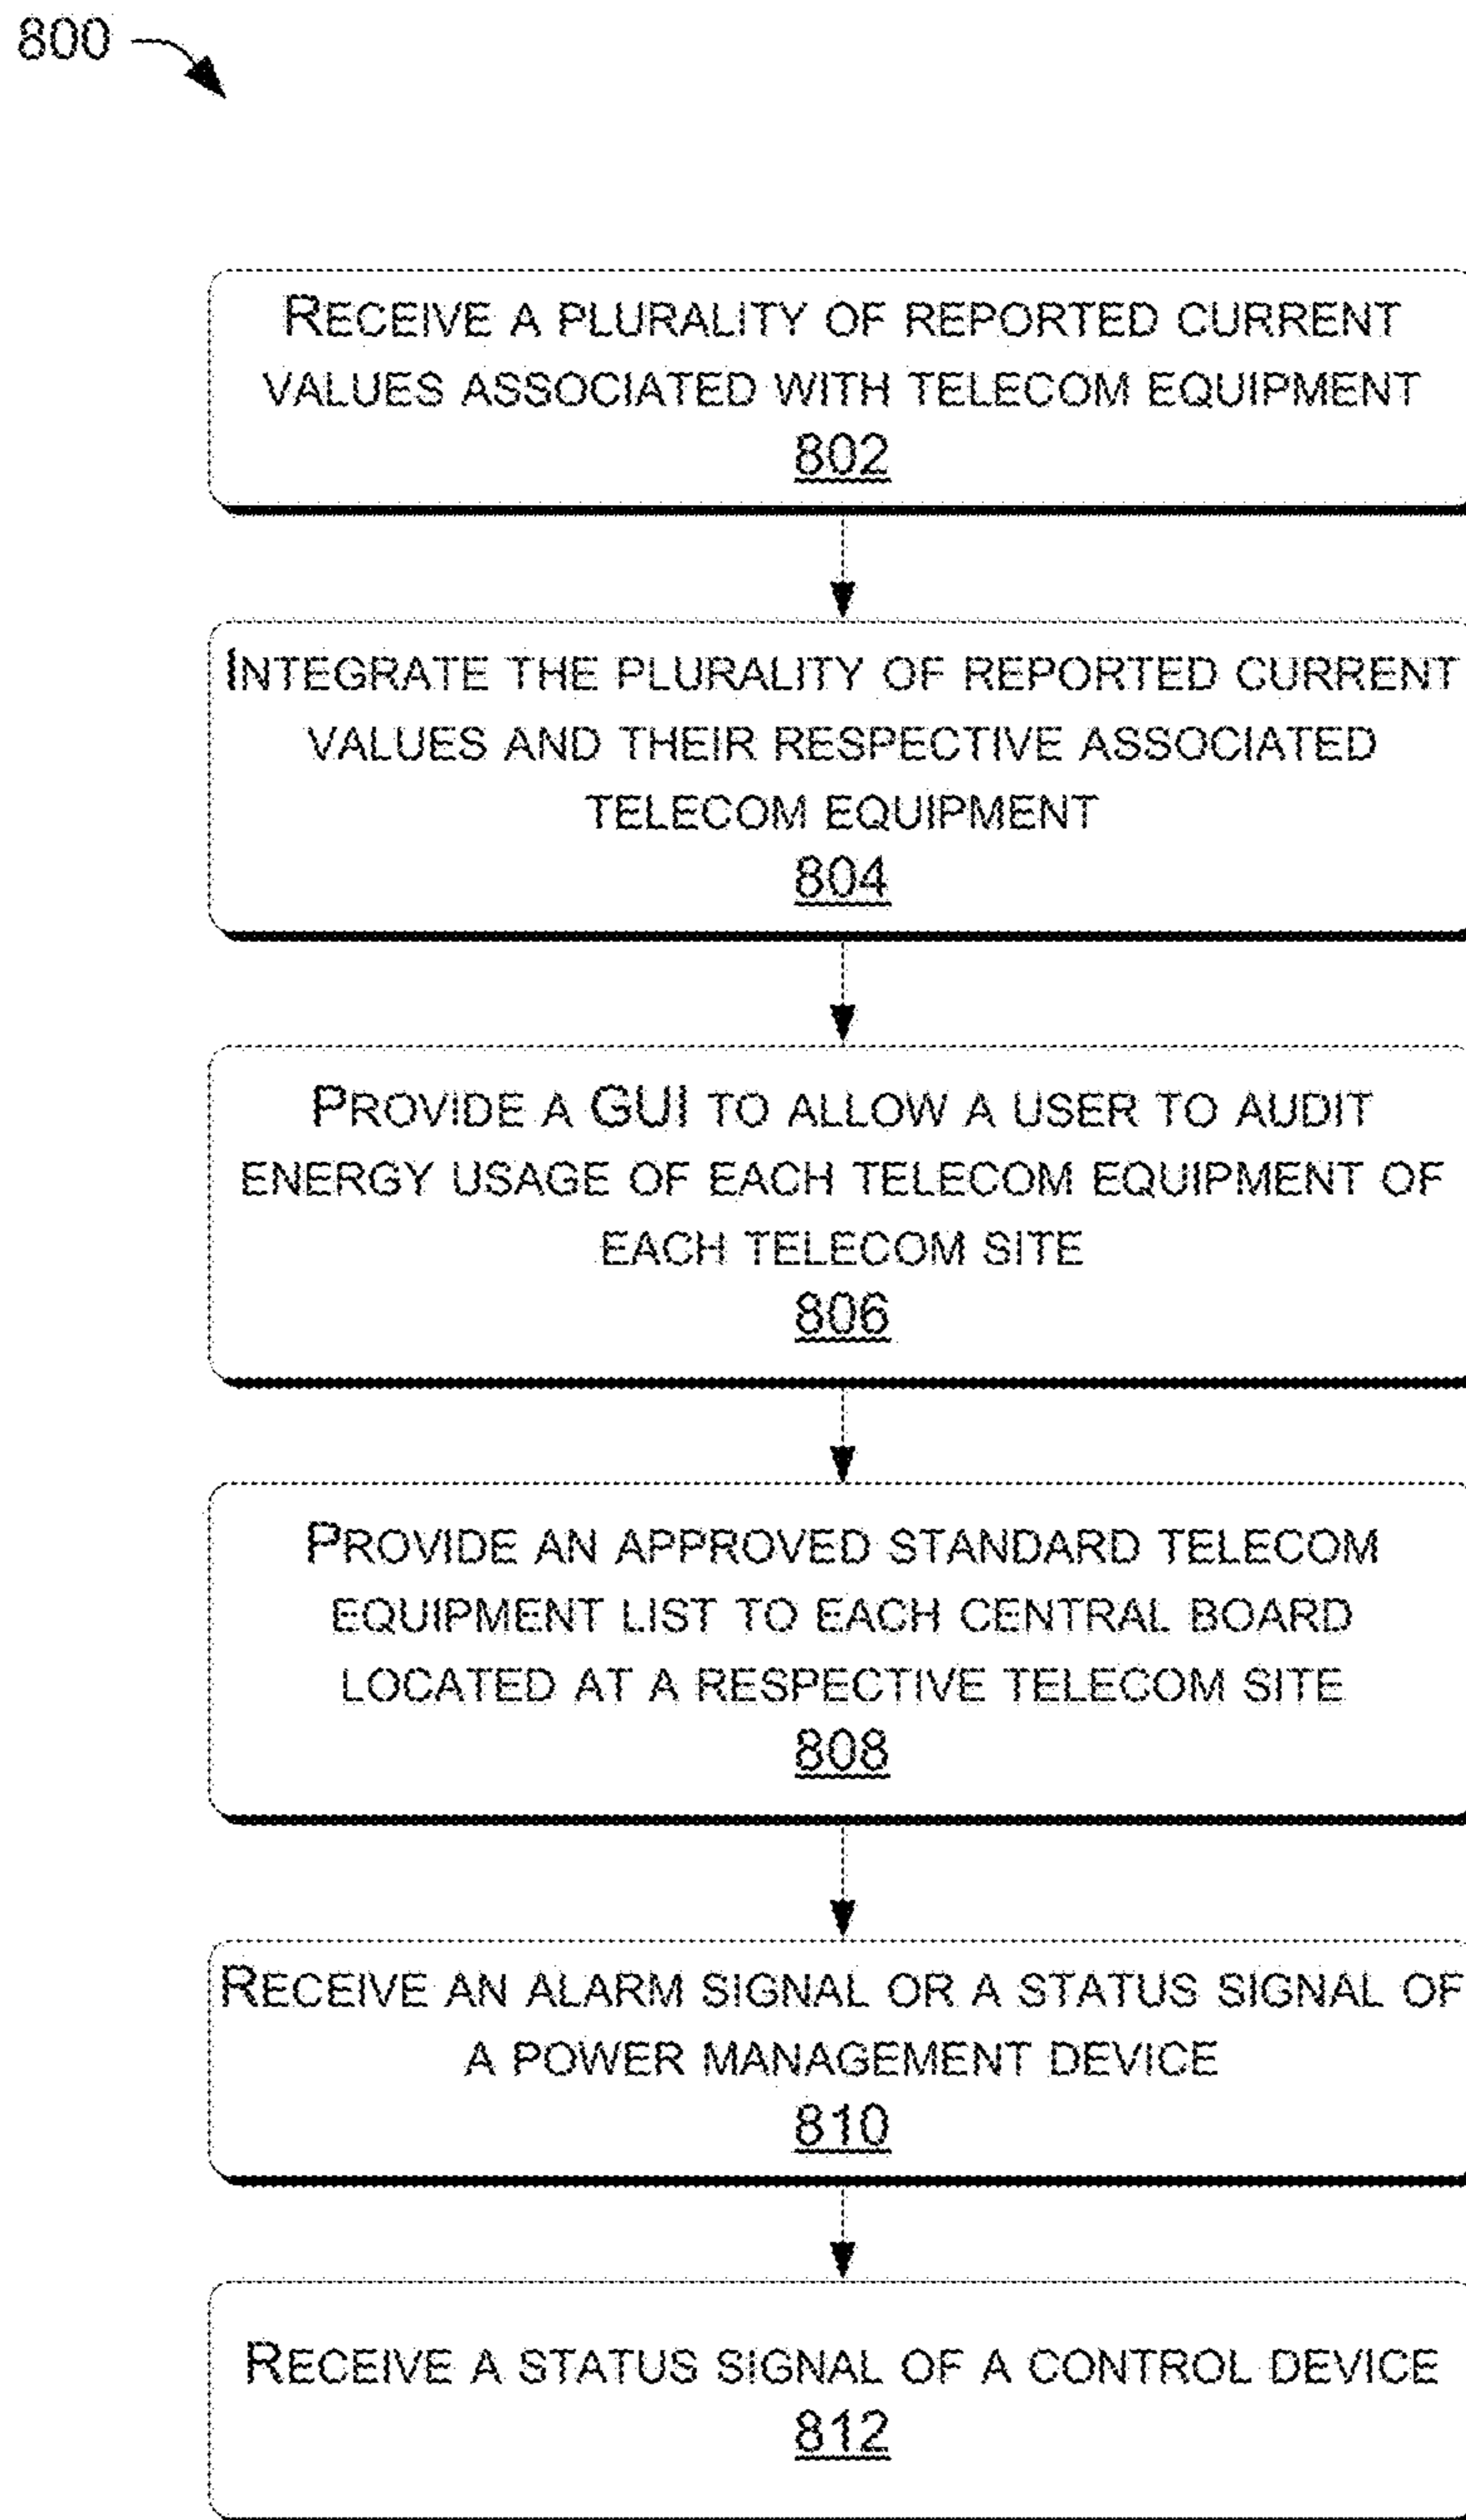 800
RECEIVE A PLURALITY OF REPORTED CURRENT
VALUES ASSOCIATED WITH TELECOM EQUIPMENT
802
INTEGRATE THE PLURALITY OF REPORTED CURRENT
VALUES AND THEIR RESPECTIVE ASSOCIATED
TELECOM EQUIPMENT
804
PROVIDE A GUI TO ALLOW A USER TO AUDIT
ENERGY USAGE OF EACH TELECOM EQUIPMENT OF
EACH TELECOM SITE
806
PROVIDE AN APPROVED STANDARD TELECOM
EQUIPMENT LIST TO EACH CENTRAL BOARD
LOCATED AT A RESPECTIVE TELECOM SITE
808
RECEIVE AN ALARM SIGNAL OR A STATUS SIGNAL OF
A POWER MANAGEMENT DEVICE
810
RECEIVE A STATUS SIGNAL OF A CONTROL DEVICE
812